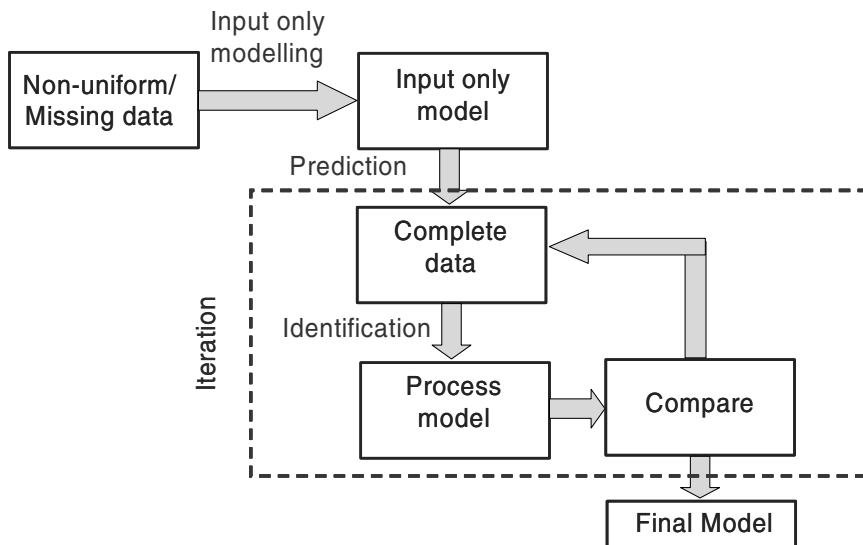 Input only
modelling
Non-uniform/
Missing data
Input only
model
Prediction
Complete
data
Iteration
Identification
Process
model
Compare
Final Model